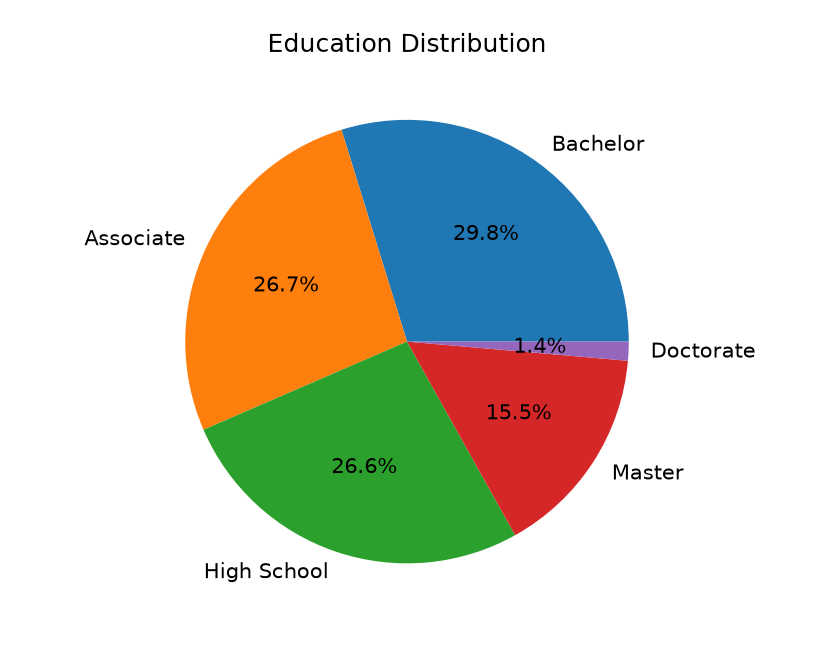 Education Distribution
Bachelor
29.8%
Associate
26.7%
High School
26.6%
Master
15.5%
Doctorate
1.4%